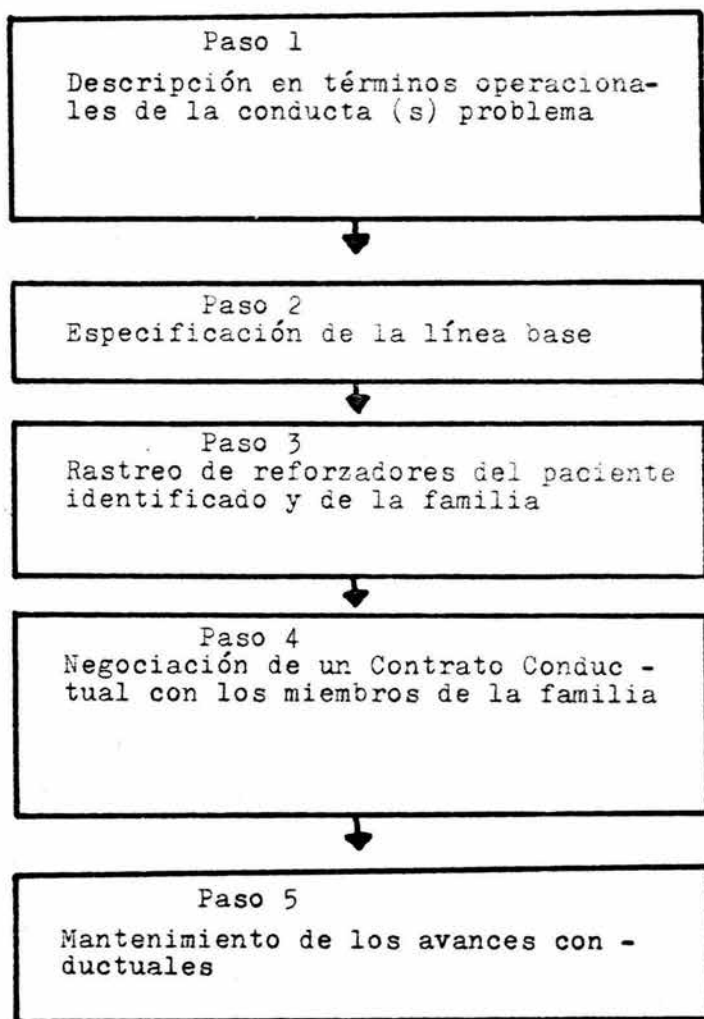 Paso 1
Descripción en términos operaciona-
les de la conducta (s) problema
Paso 2
Especificación de la línea base
Paso 3
Rastreo de reforzadores del paciente
identificado y de la familia
Paso 4
Negociación de un Contrato Conduc -
tual con los miembros de la familia
Paso 5
Mantenimiento de los avances con -
ductuales